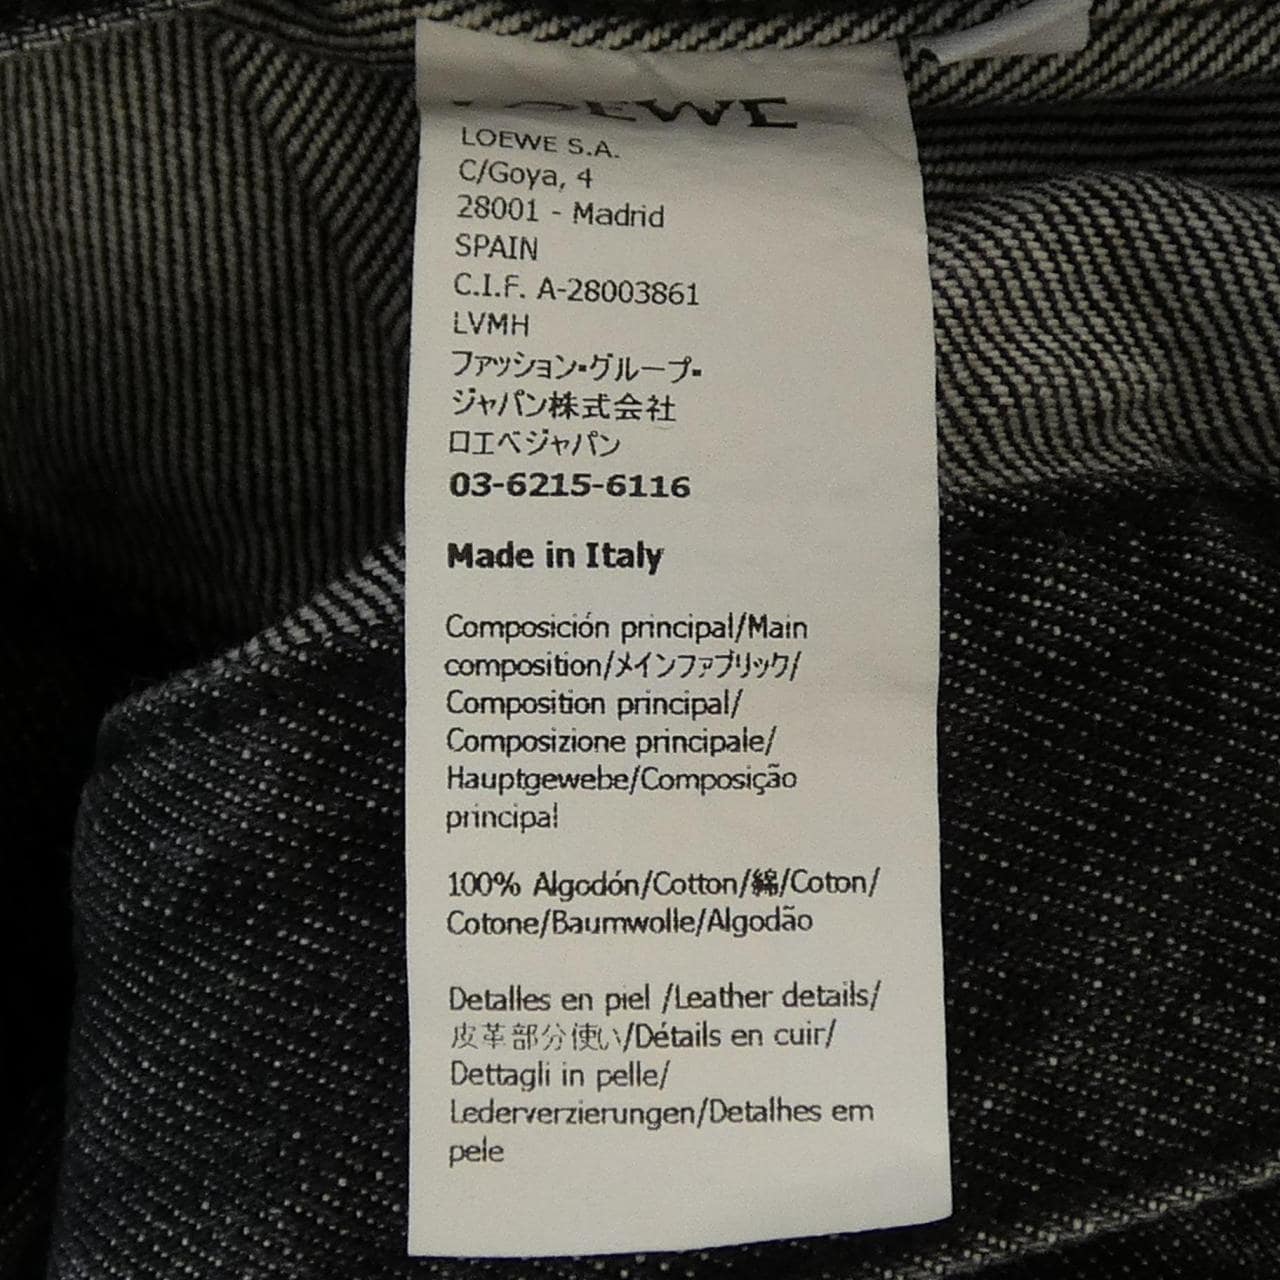 LOEWE
LOEWE S.A.
C/Goya, 4
28001 - Madrid
SPAIN
C.I.F. A-28003861
LVMH
ファッション・グループ・
ジャパン株式会社
ロエベジャパン
03-6215-6116
Made in Italy
Composición principal/Main
composition/メインファブリック/
Composition principal/
Composizione principale/
Hauptgewebe/Composição
principal
100% Algodón/Cotton/綿/Coton/
Cotone/Baumwolle/Algodão
Detalles en piel /Leather details/
皮革部分使い/Détails en cuir/
Dettagli in pelle/
Lederverzierungen/Detalhes em
pele